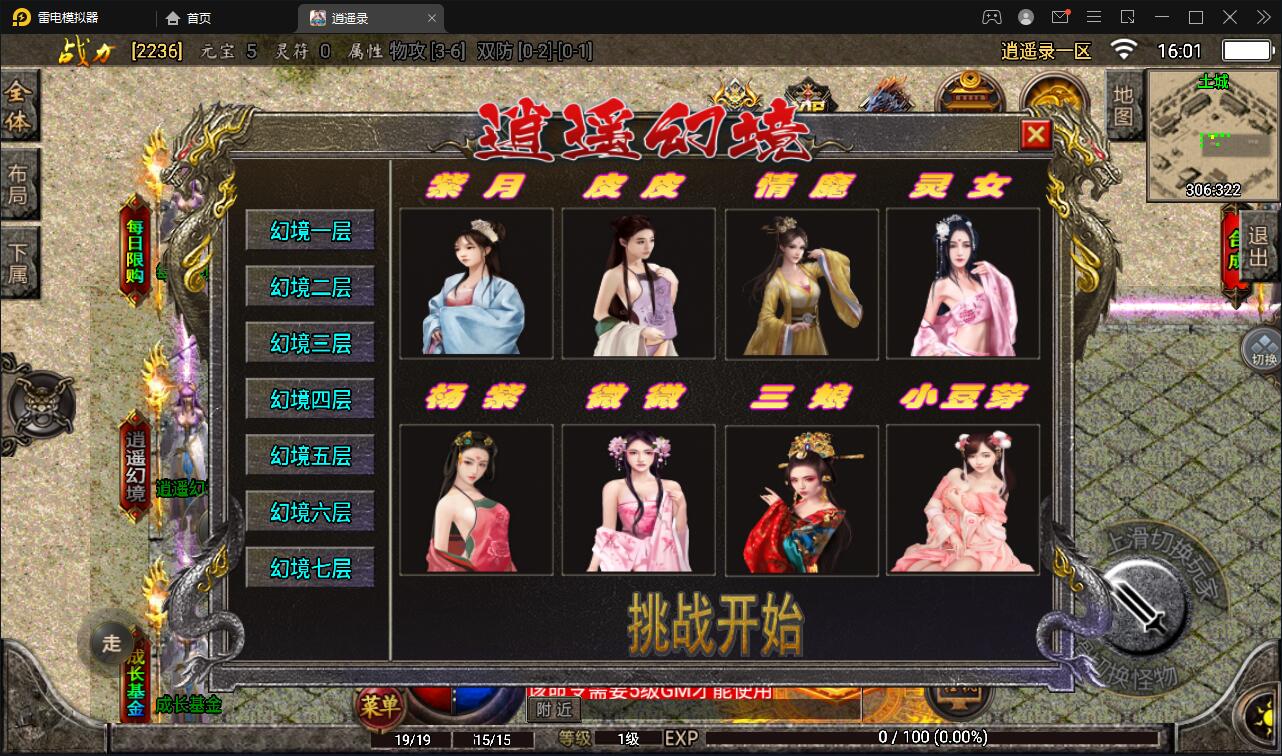 雷电模拟器
首页
逍遥录
战力 [2236] 元宝 5 灵符 0 属性 物攻 [3-6] 双防 [0-2]-[0-1]
逍遥录一区 16:01
全体
布局
下属
地图
土城
306:322
退出
切换
VIP
逍遥幻境
每日限购
逍遥幻境
逍遥幻
成长基金
成长基金
合成
幻境一层
幻境二层
幻境三层
幻境四层
幻境五层
幻境六层
幻境七层
紫月 皮皮 情魔 灵女
杨紫 微微 三娘 小豆芽
挑战开始
走
上滑切换元素
切换怪物
菜单
该命令需要5级GM才能使用
附近
19/19 15/15 等级 1级 EXP 0 / 100 (0.00%)